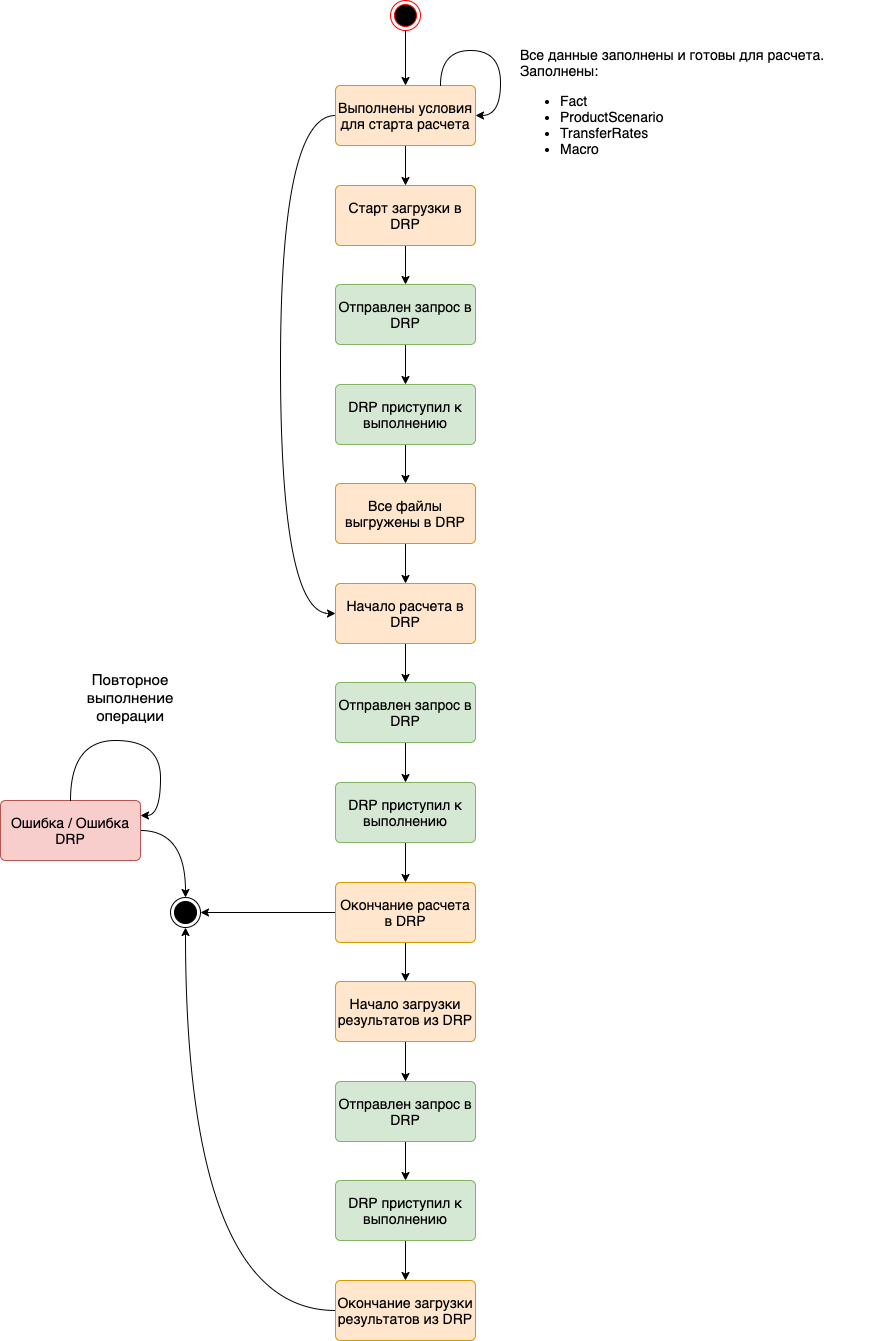 Все данные заполнены и готовы для расчета.
Заполнены:
Fact
ProductScenario
TransferRates
Macro
Выполнены условия
для старта расчета
Старт загрузки в
DRP
Отправлен запрос в
DRP
DRP приступил к
выполнению
Все файлы
выгружены в DRP
Начало расчета в
DRP
Отправлен запрос в
DRP
Повторное
выполнение
операции
DRP приступил к
выполнению
Ошибка / Ошибка
DRP
Окончание расчета
в DRP
Начало загрузки
результатов из DRP
Отправлен запрос в
DRP
DRP приступил к
выполнению
Окончание загрузки
результатов из DRP